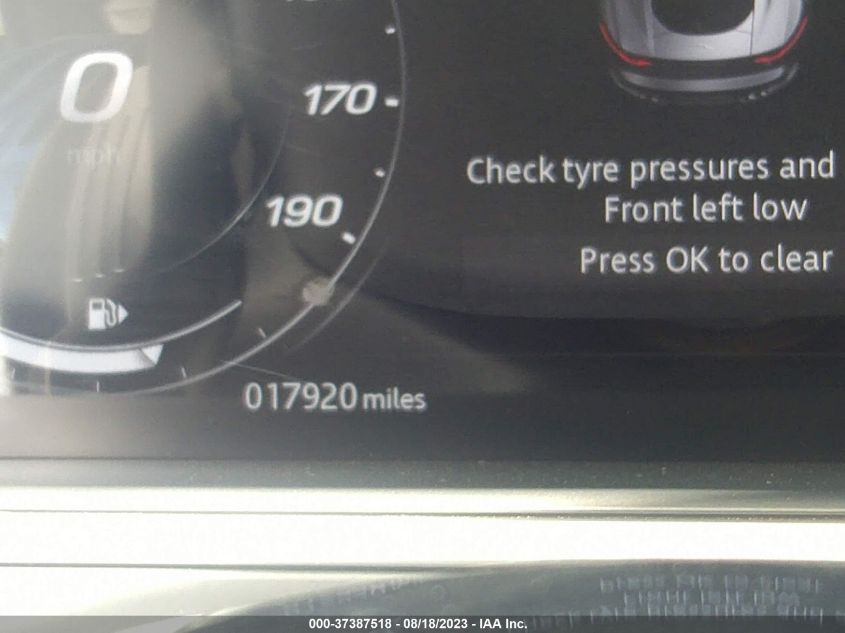 0
mph
170
190
Check tyre pressures and
Front left low
Press OK to clear
017920 miles
000-37387518 - 08/18/2023 - IAA Inc.